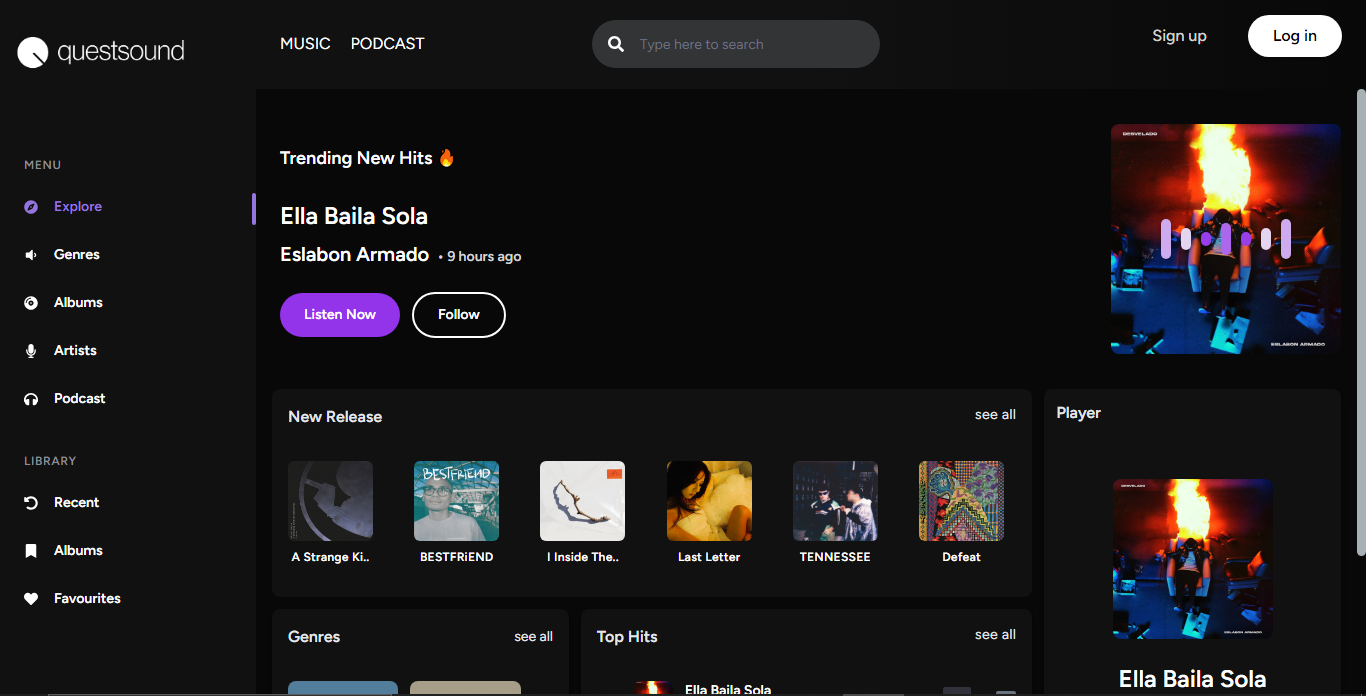 questsound
MUSIC PODCAST
Type here to search
Sign up
Log in
MENU
Explore
Genres
Albums
Artists
Podcast
LIBRARY
Recent
Albums
Favourites
Trending New Hits 🔥
Ella Baila Sola
Eslabon Armado • 9 hours ago
Listen Now
Follow
DESVELADO
ESLABON ARMADO
New Release
see all
BESTFRiEND
A Strange Ki..
BESTFRiEND
I Inside The..
Last Letter
TENNESSEE
Defeat
Genres
see all
Top Hits
see all
Ella Baila Sola
Player
DESVELADO
ESLABON ARMADO
Ella Baila Sola